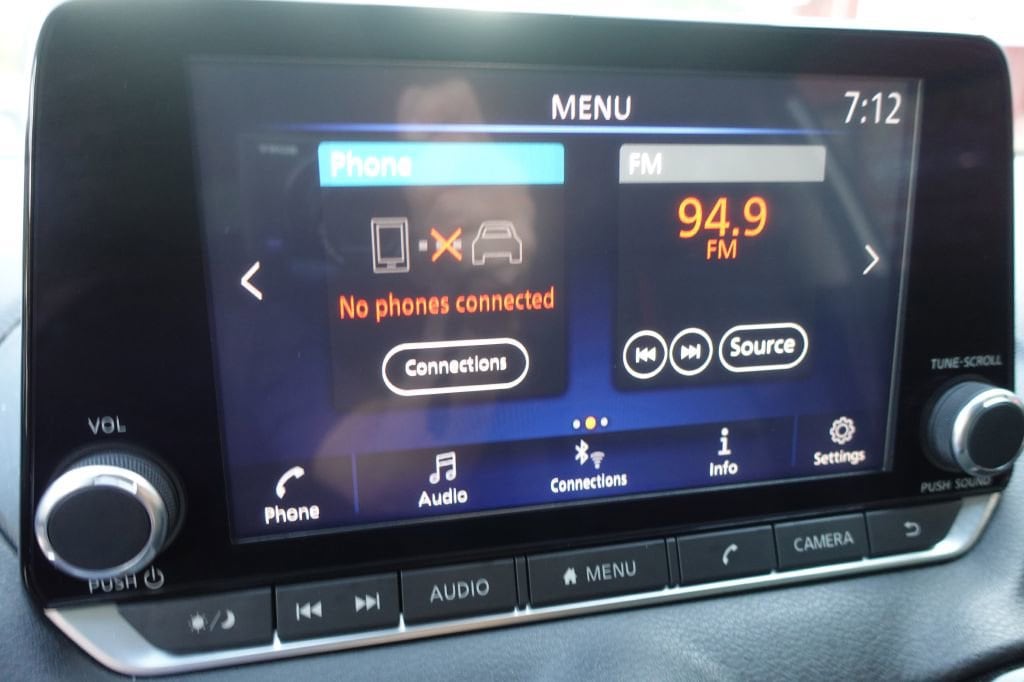 MENU
7:12
Phone
FM
94.9
FM
No phones connected
Connections
Source
Phone
Audio
Connections
Info
Settings
VOL
PUSH
TUNE·SCROLL
PUSH SOUND
AUDIO
MENU
CAMERA